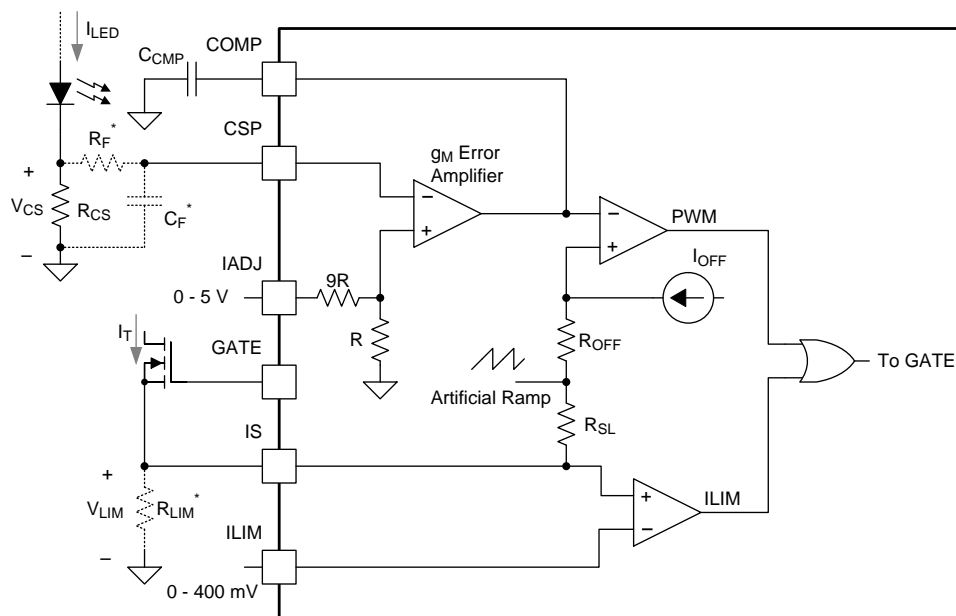 ILED
COMP
CCMP
RF*
CSP
gM Error
Amplifier
+
VCS
–
RCS
CF*
–
+
–
+
PWM
IOFF
IADJ
0 - 5 V
9R
R
ROFF
IT
GATE
To GATE
Artificial Ramp
RSL
IS
+
VLIM
–
RLIM*
+
–
ILIM
ILIM
0 - 400 mV